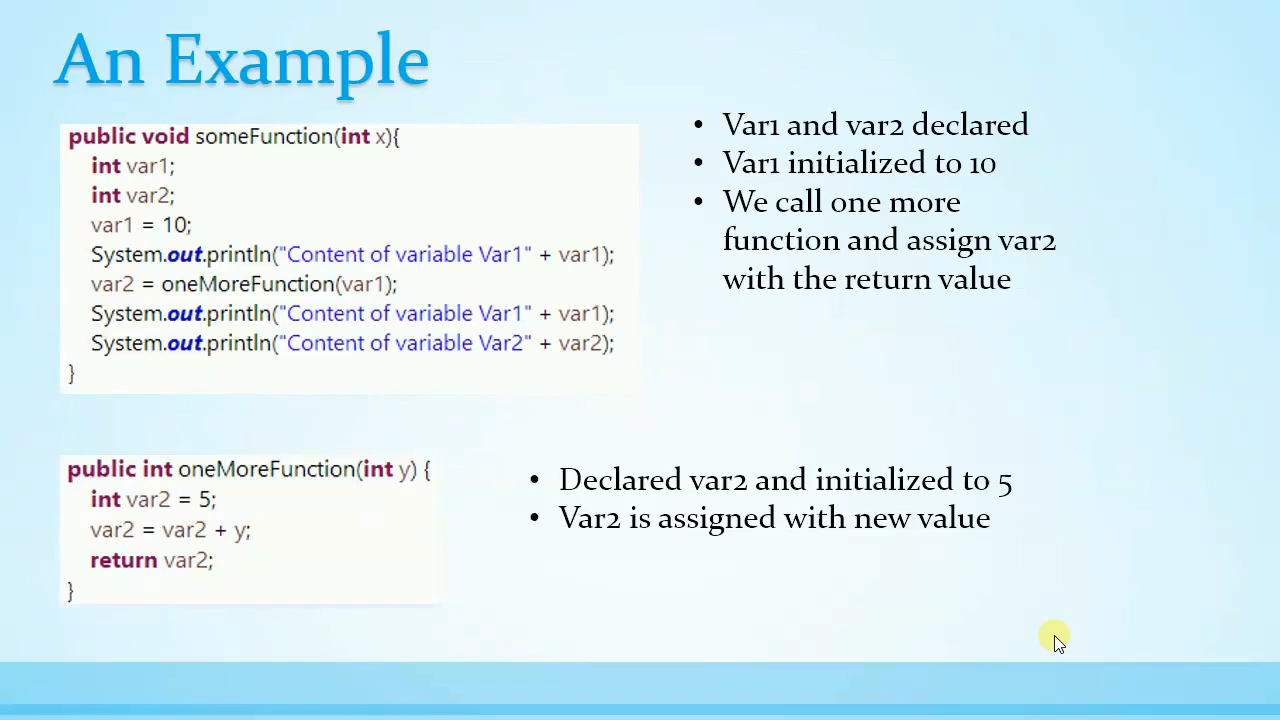 An Example
public void someFunction(int x){
int var1;
int var2;
var1 = 10;
System.out.println("Content of variable Var1" + var1);
var2 = oneMoreFunction(var1);
System.out.println("Content of variable Var1" + var1);
System.out.println("Content of variable Var2" + var2);
}
• Var1 and var2 declared
• Var1 initialized to 10
• We call one more
function and assign var2
with the return value
public int oneMoreFunction(int y) {
int var2 = 5;
var2 = var2 + y;
return var2;
}
• Declared var2 and initialized to 5
• Var2 is assigned with new value